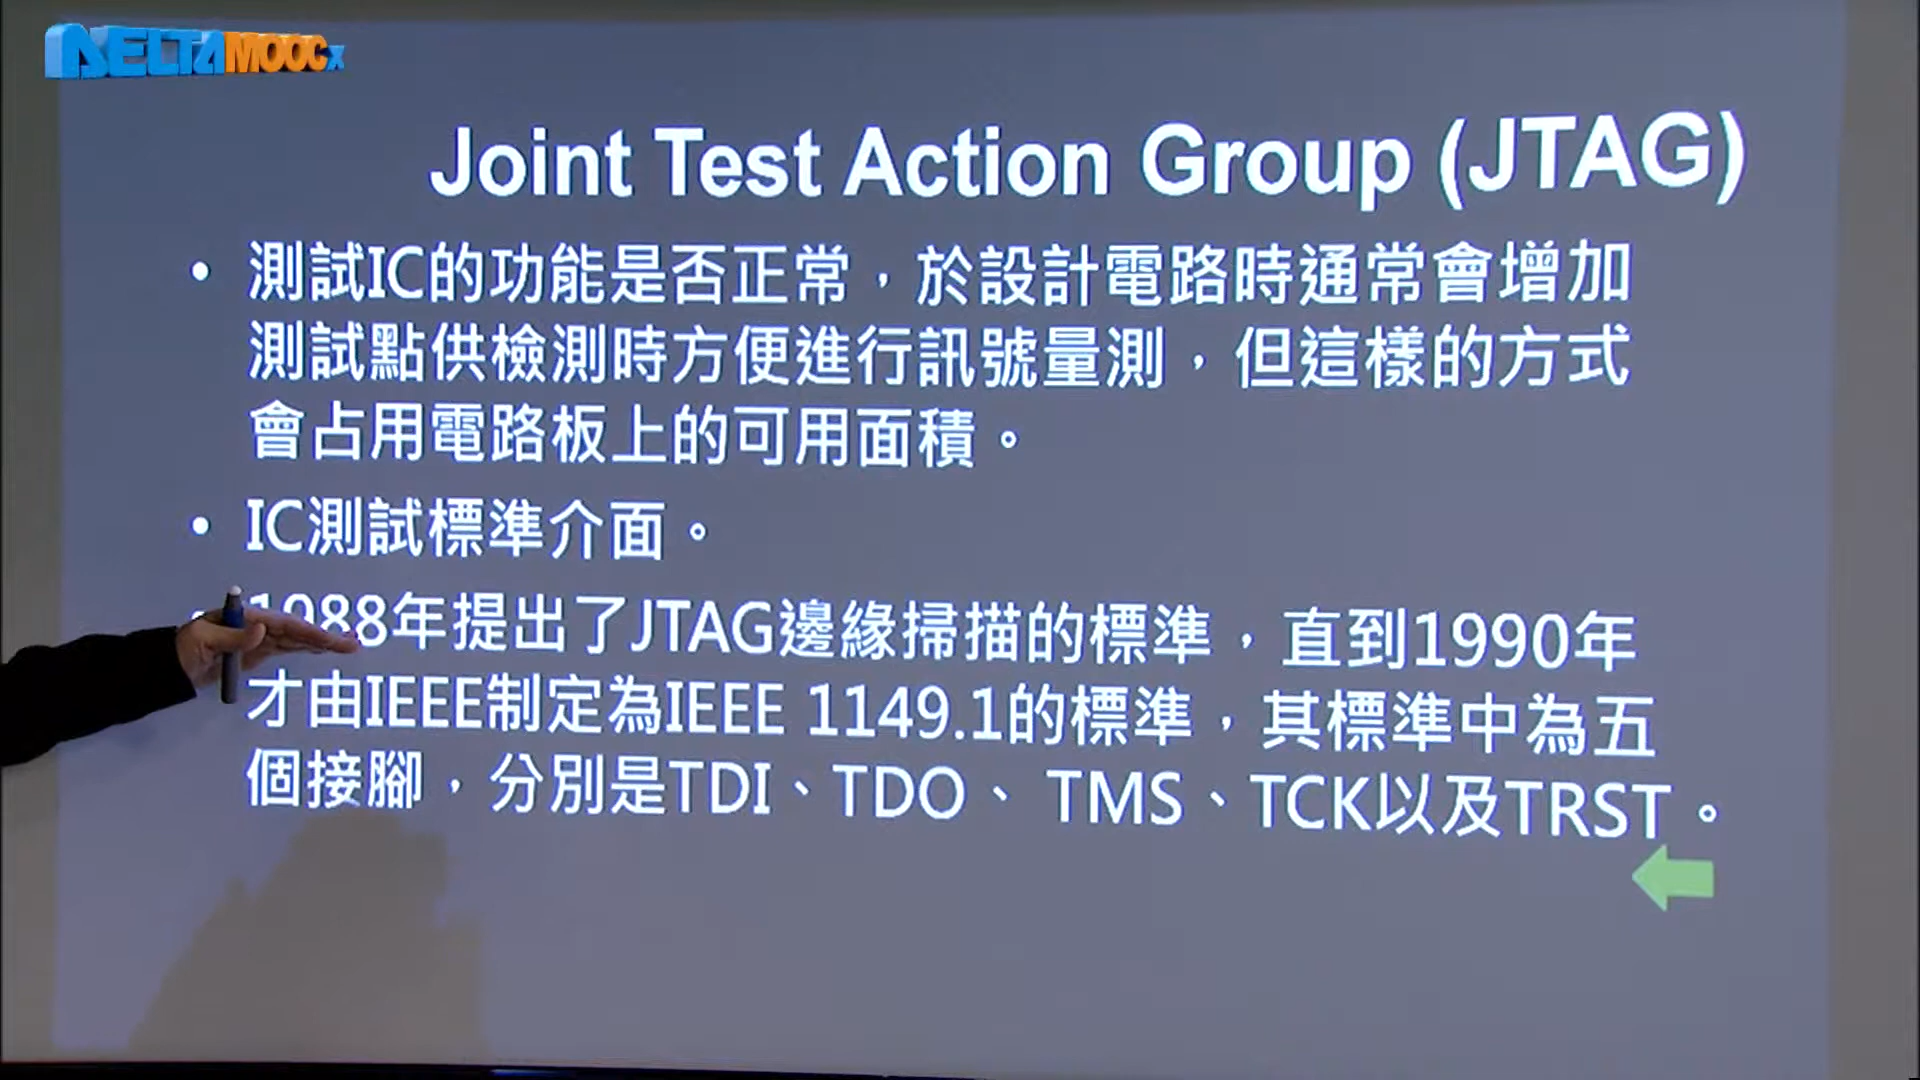 DELTAMOOCx
Joint Test Action Group (JTAG)
• 測試IC的功能是否正常，於設計電路時通常會增加
測試點供檢測時方便進行訊號量測，但這樣的方式
會占用電路板上的可用面積。
• IC測試標準介面。
• 1988年提出了JTAG邊緣掃描的標準，直到1990年
才由IEEE制定為IEEE 1149.1的標準，其標準中為五
個接腳，分別是TDI、TDO、 TMS、TCK以及TRST。